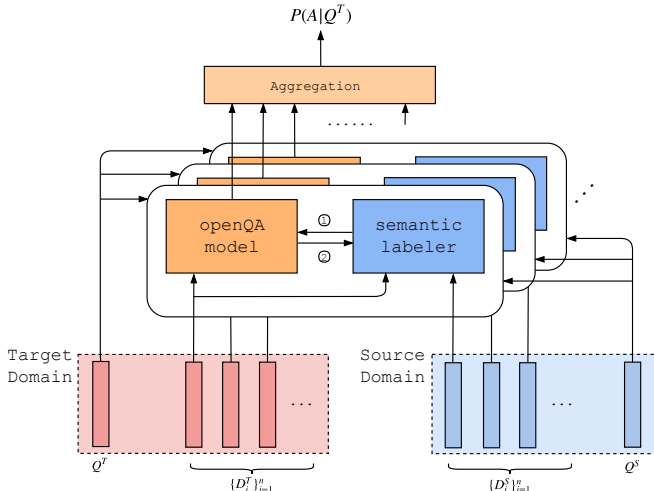 P(A|Q^T)
Aggregation
......
openQA
model
①
②
semantic
labeler
...
Target
Domain
...
Source
Domain
...
Q^T
{D_i^T}_{i=1}^n
{D_i^S}_{i=1}^n
Q^S